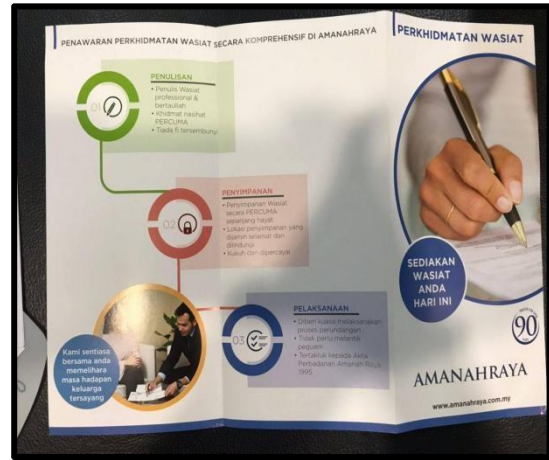 PENAWARAN PERKHIDMATAN WASIAT SECARA KOMPREHENSIF DI AMANAHRAYA
01
PENULISAN
• Penulis Wasiat
professional &
bertauliah
• Khidmat nasihat
PERCUMA
• Tiada fi tersembunyi
02
PENYIMPANAN
• Penyimpanan Wasiat
secara PERCUMA
sepanjang hayat
• Lokasi penyimpanan yang
dijamin selamat dan
dilindungi
• Kukuh dan dipercayai
03
PELAKSANAAN
• Diberi kuasa melaksanakan
proses perundangan
• Tidak perlu melantik
peguam
• Tertakluk kepada Akta
Perbadanan Amanah Raya
1995
Kami sentiasa
bersama anda
memelihara
masa hadapan
keluarga
tersayang
PERKHIDMATAN WASIAT
SEDIAKAN
WASIAT
ANDA
HARI INI
90
AMANAHRAYA
www.amanahraya.com.my